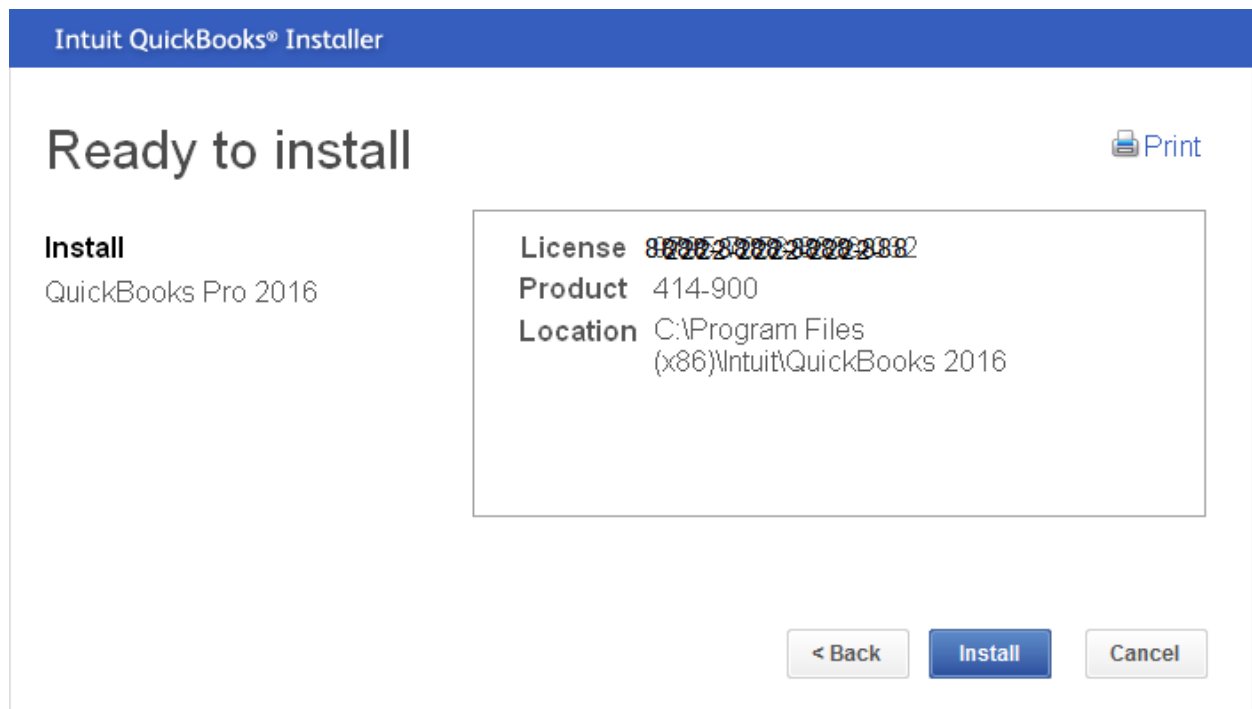 Intuit QuickBooks® Installer
Ready to install
Print
Install
QuickBooks Pro 2016
License
Product 414-900
Location C:\Program Files
(x86)\Intuit\QuickBooks 2016
< Back
Install
Cancel